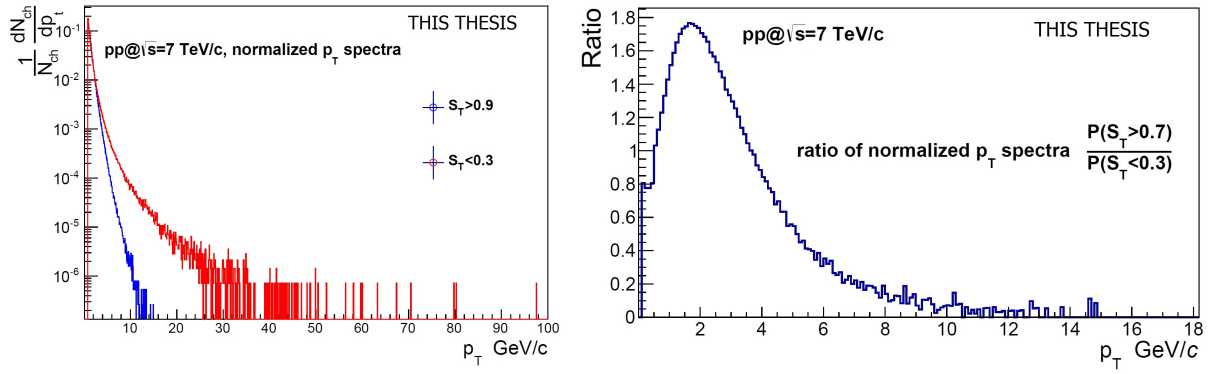 1/N_ch dN_ch/dp_t
THIS THESIS
pp@√s=7 TeV/c, normalized p_T spectra
S_T>0.9
S_T<0.3
10^-1
10^-2
10^-3
10^-4
10^-5
10^-6
10 20 30 40 50 60 70 80 90 100
p_T GeV/c
Ratio
pp@√s=7 TeV/c
THIS THESIS
ratio of normalized p_T spectra P(S_T>0.7)/P(S_T<0.3)
1.8
1.6
1.4
1.2
1
0.8
0.6
0.4
0.2
0
2 4 6 8 10 12 14 16 18
p_T GeV/c